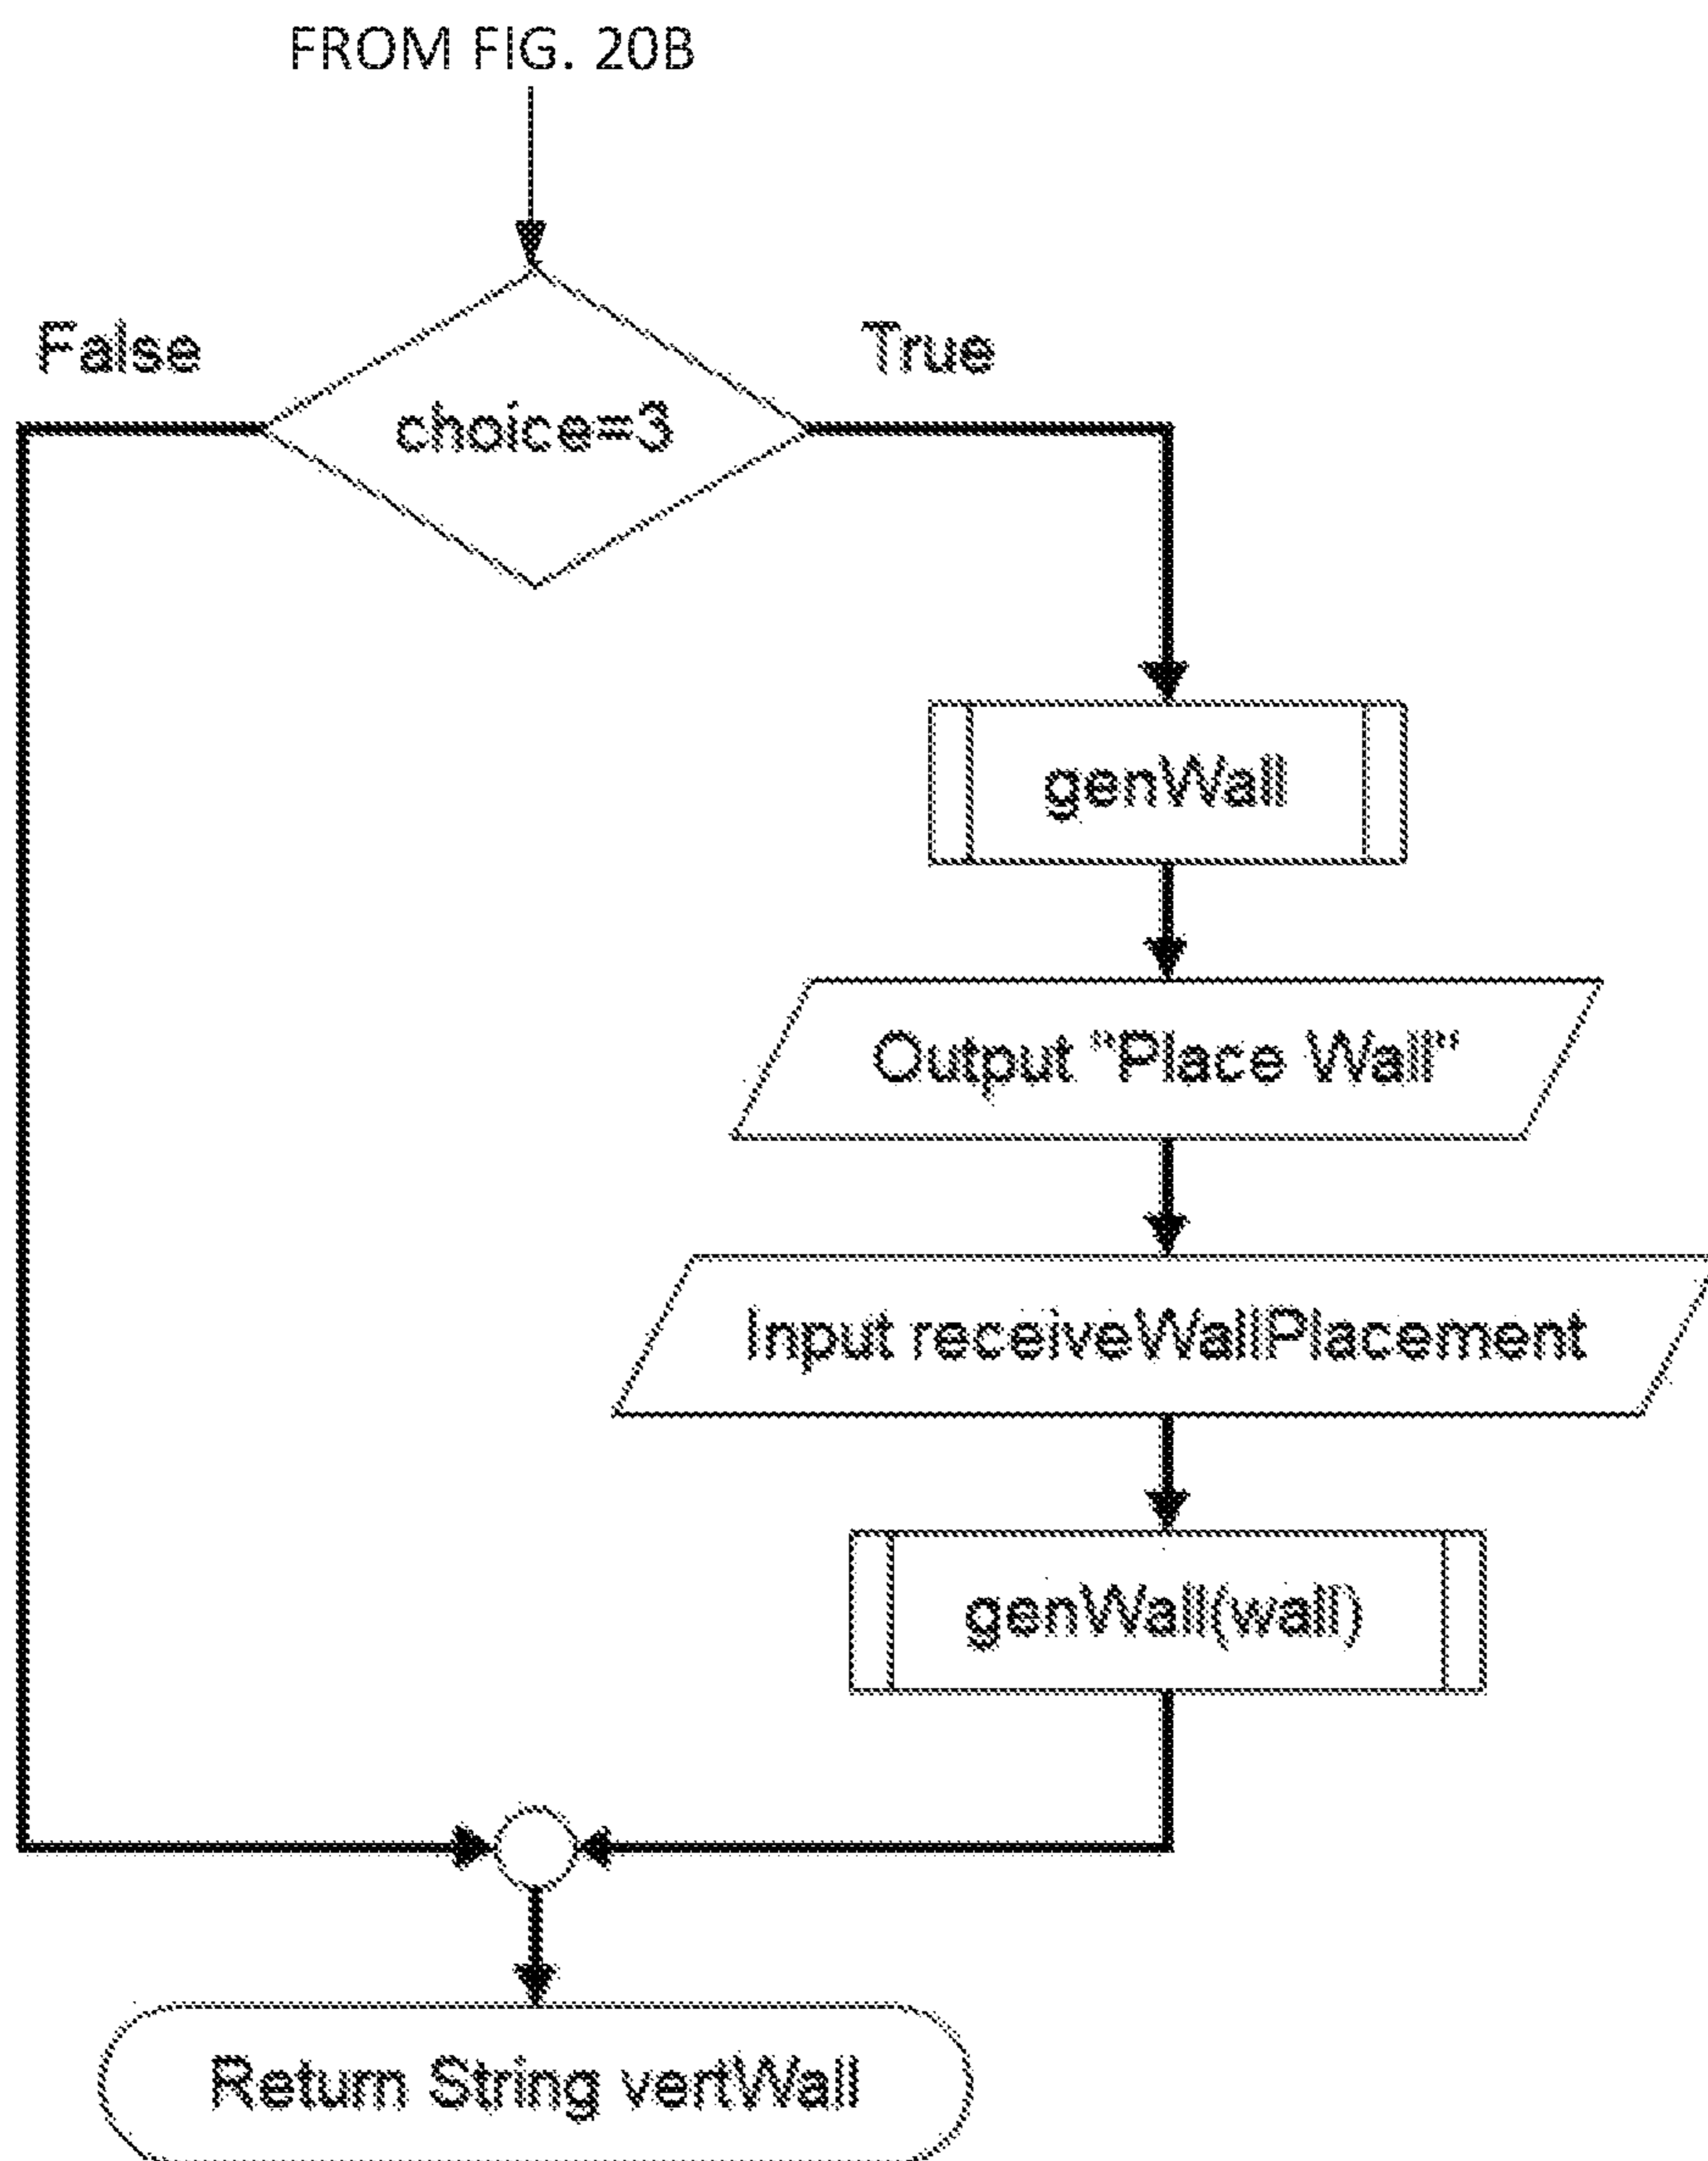 FROM FIG. 20B
False
True
choice=3
genWall
Output "Place Wall"
Input receiveWallPlacement
genWall(wall)
Return String vertWall